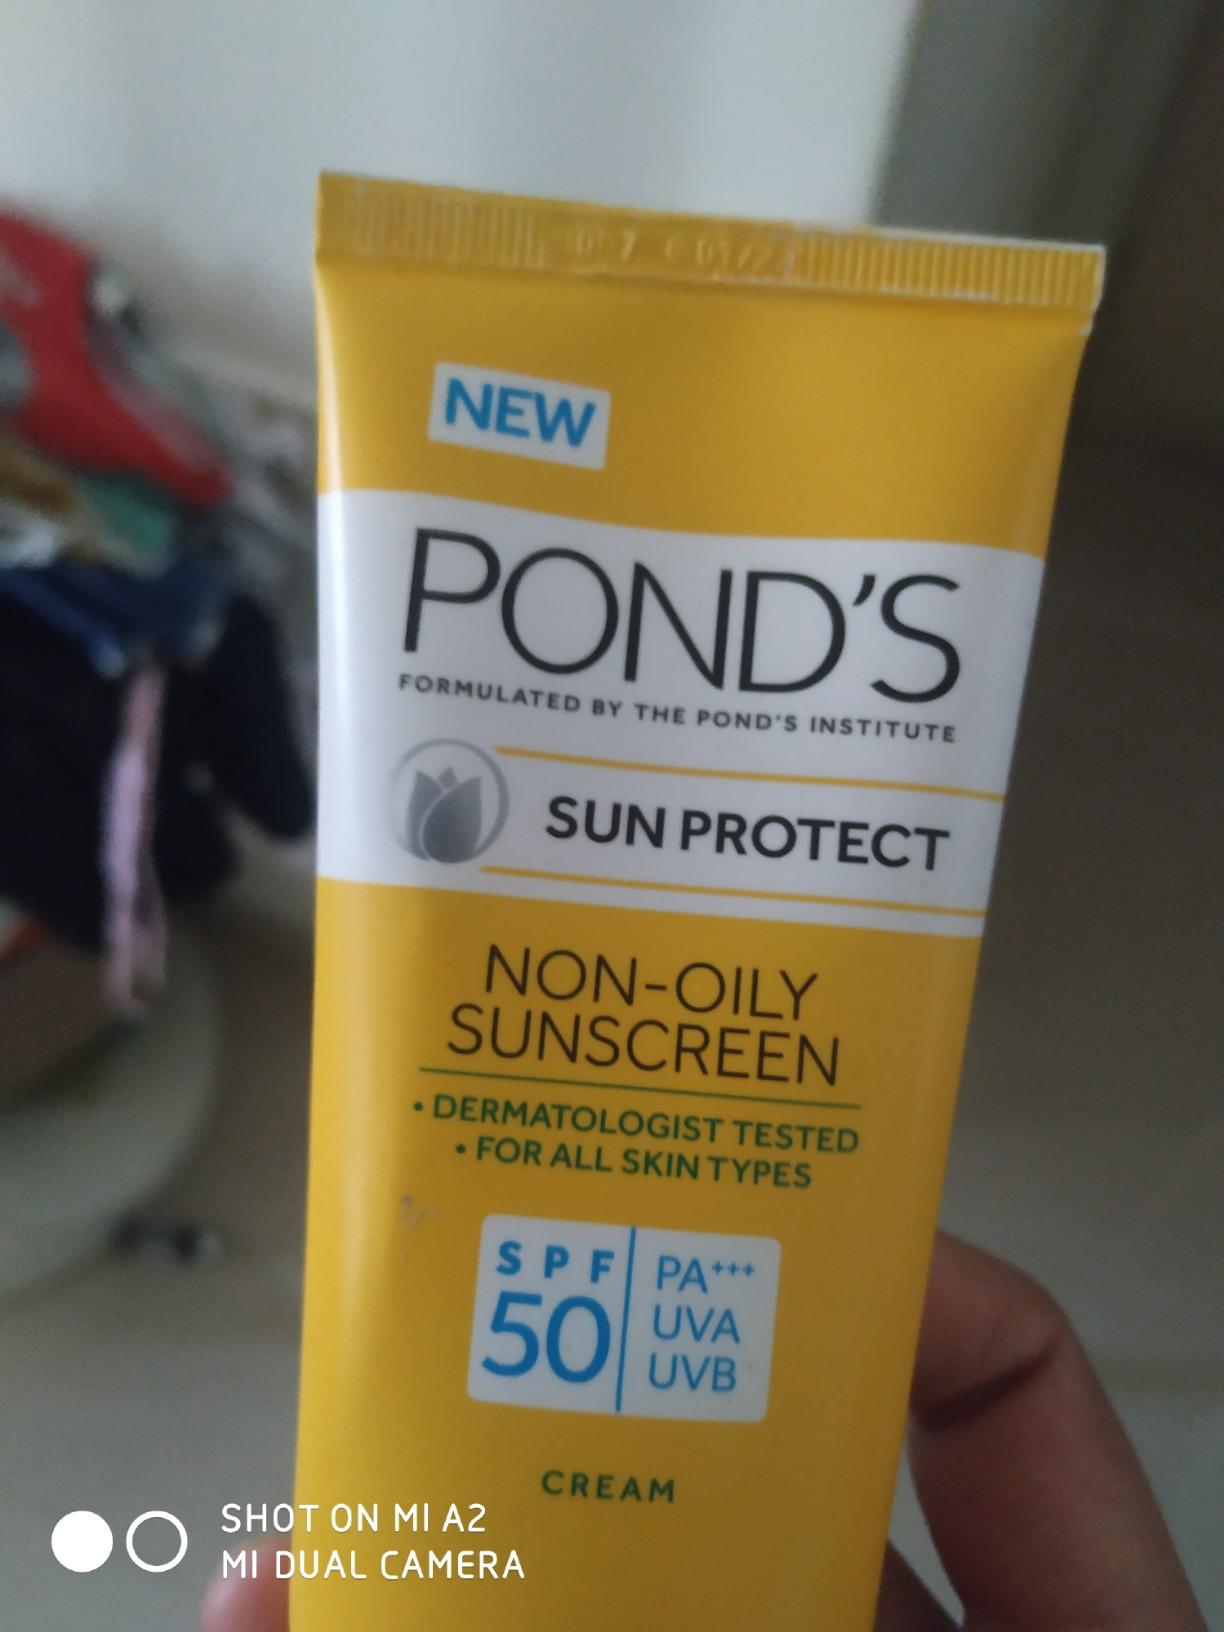 NEW
POND'S
FORMULATED BY THE POND'S INSTITUTE
SUN PROTECT
NON-OILY
SUNSCREEN
• DERMATOLOGIST TESTED
• FOR ALL SKIN TYPES
SPF
50
PA+++
UVA
UVB
CREAM
SHOT ON MI A2
MI DUAL CAMERA